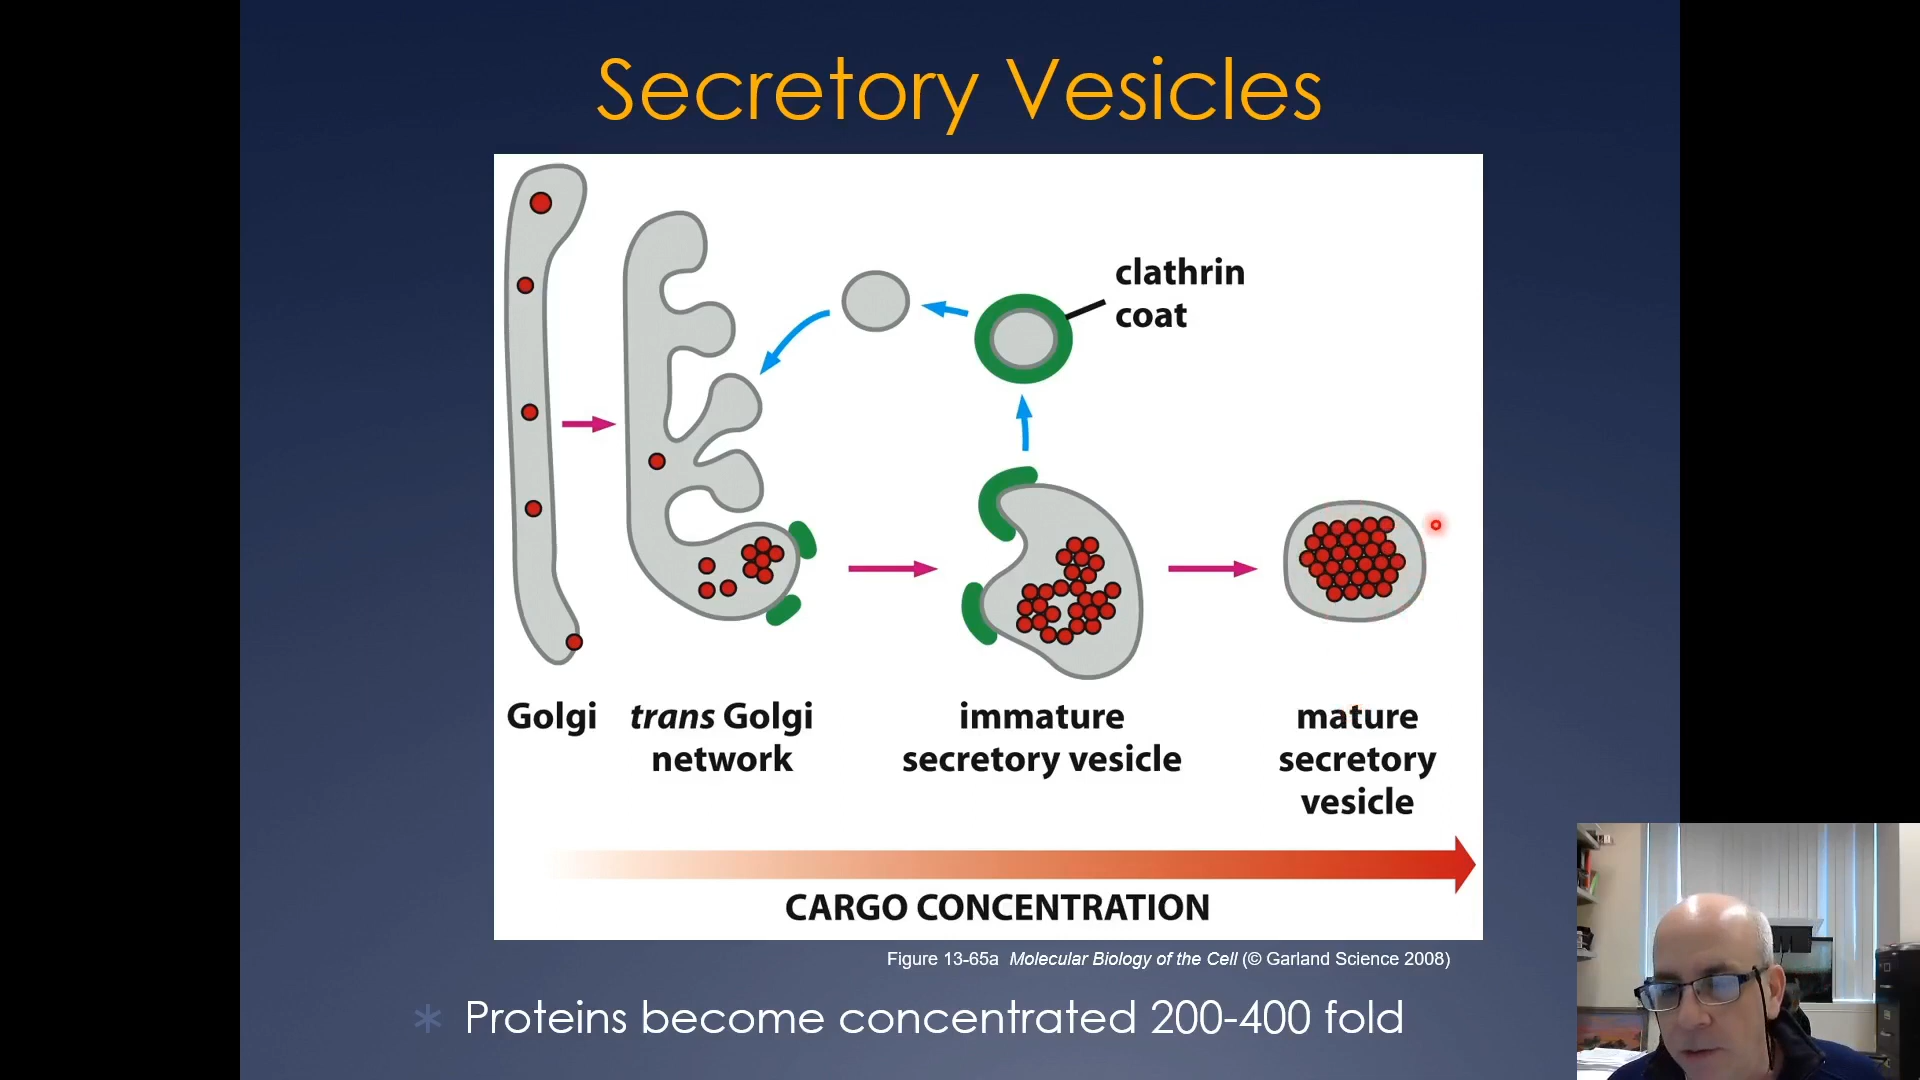 Secretory Vesicles
clathrin
coat
Golgi
trans Golgi
network
immature
secretory vesicle
mature
secretory
vesicle
CARGO CONCENTRATION
Figure 13-65a Molecular Biology of the Cell (© Garland Science 2008)
Proteins become concentrated 200-400 fold